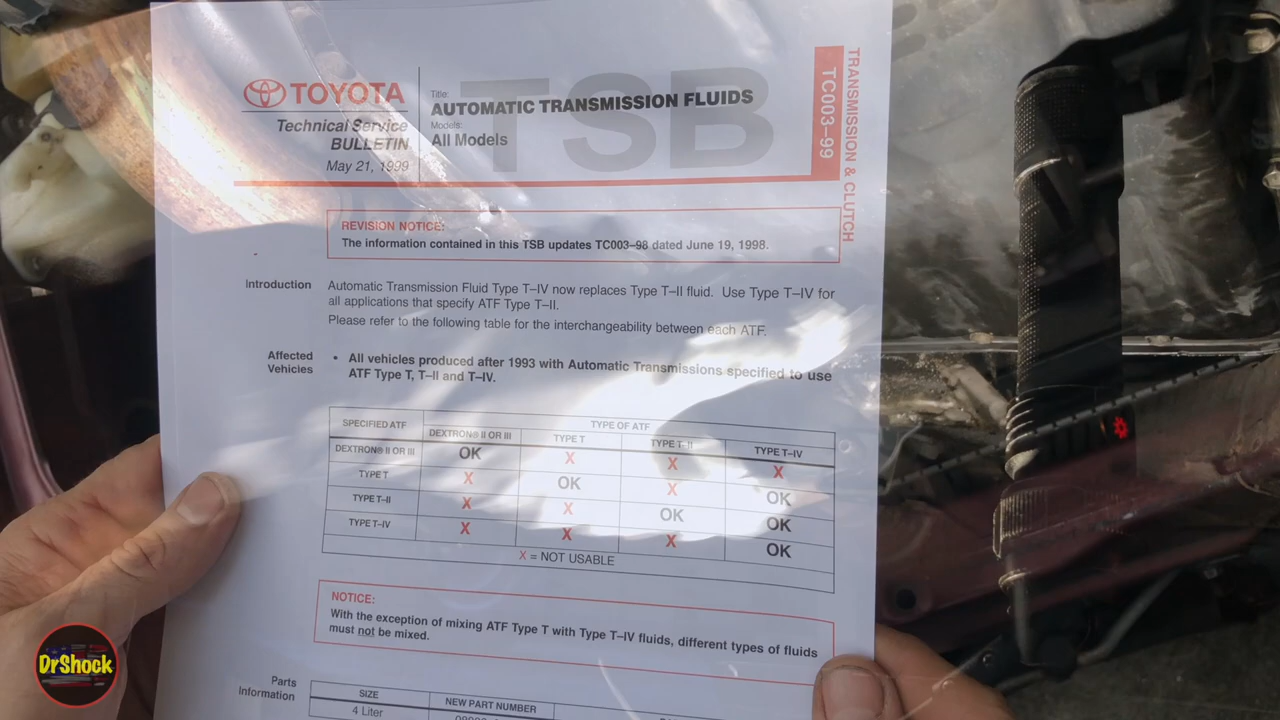 TSB
TOYOTA
Technical Service
BULLETIN
May 21, 1999
Title:
AUTOMATIC TRANSMISSION FLUIDS
Models:
All Models
TC003–99
TRANSMISSION & CLUTCH
REVISION NOTICE:
The information contained in this TSB updates TC003–98 dated June 19, 1998.
Introduction
Automatic Transmission Fluid Type T–IV now replaces Type T–II fluid. Use Type T–IV for
all applications that specify ATF Type T–II.
Please refer to the following table for the interchangeability between each ATF.
Affected
Vehicles
• All vehicles produced after 1993 with Automatic Transmissions specified to use
ATF Type T, T–II and T–IV.
SPECIFIED ATF
TYPE OF ATF
DEXTRON® II OR III TYPE T TYPE T–II TYPE T–IV
DEXTRON® II OR III OK X X X
TYPE T X OK X OK
TYPE T–II X X OK OK
TYPE T–IV X X X OK
X = NOT USABLE
NOTICE:
With the exception of mixing ATF Type T with Type T–IV fluids, different types of fluids
must not be mixed.
Parts
Information
SIZE NEW PART NUMBER
4 Liter
DrShock